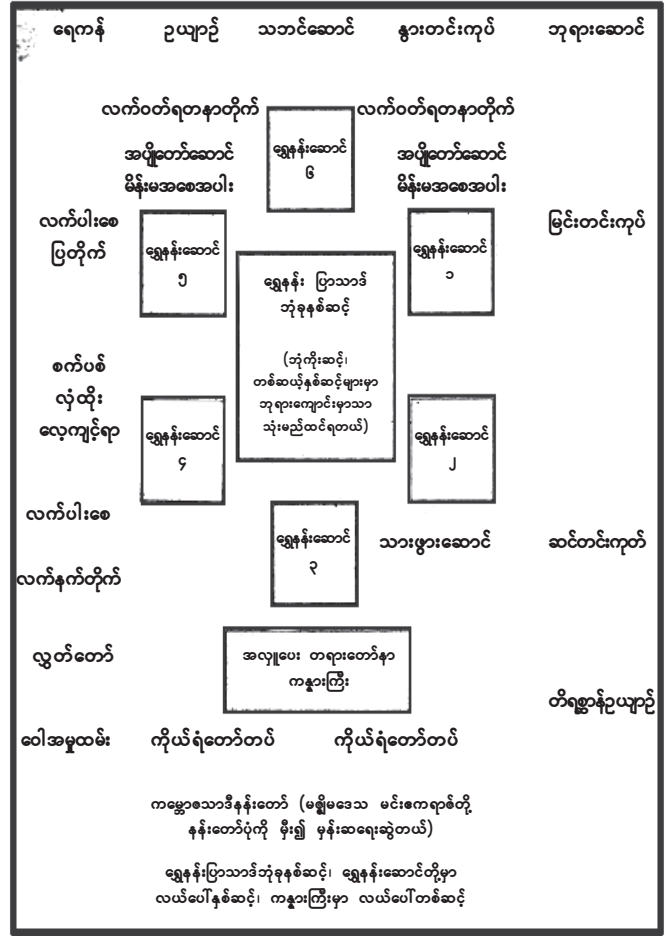 ရေကန် ဥယျာဉ် သဘင်ဆောင် နွားတင်းကုပ် ဘုရားဆောင်
လက်ဝတ်ရတနာတိုက် လက်ဝတ်ရတနာတိုက်
ရွှေနန်းဆောင်
၆
အပျိုတော်ဆောင် အပျိုတော်ဆောင်
မိန်းမအစေအပါး မိန်းမအစေအပါး
လက်ပါးစေ
ပြတိုက်
မြင်းတင်းကုပ်
ရွှေနန်းဆောင်
၅
ရွှေနန်းဆောင်
၁
ရွှေနန်း ပြာသာဒ်
ဘုံခုနစ်ဆင့်
(ဘုံကိုးဆင့်၊
တစ်ဆယ့်နှစ်ဆင့်များမှာ
ဘုရားကျောင်းမှာသာ
သုံးမည်ထင်ရတယ်)
စက်ပစ်
လှံထိုး
လေ့ကျင့်ရာ
ရွှေနန်းဆောင်
၄
ရွှေနန်းဆောင်
၂
လက်ပါးစေ
ရွှေနန်းဆောင်
၃
သားဖွားဆောင် ဆင်တင်းကုတ်
လက်နက်တိုက်
လွှတ်တော် အလှူပေး တရားတော်နာ
ကန္နားကြီး
တိရစ္ဆာန်ဥယျာဉ်
ဝေါအမှုထမ်း ကိုယ်ရံတော်တပ် ကိုယ်ရံတော်တပ်
ကမ္ဘောဇသာဒီနန်းတော် (မဇ္ဈိမဒေသ မင်းဧကရာဇ်တို့
နန်းတော်ပုံကို မှီး၍ မှန်းဆရေးဆွဲတယ်)
ရွှေနန်းပြာသာဒ်ဘုံခုနစ်ဆင့်၊ ရွှေနန်းဆောင်တို့မှာ
လယ်ပေါ်နှစ်ဆင့်၊ ကန္နားကြီးမှာ လယ်ပေါ်တစ်ဆင့်